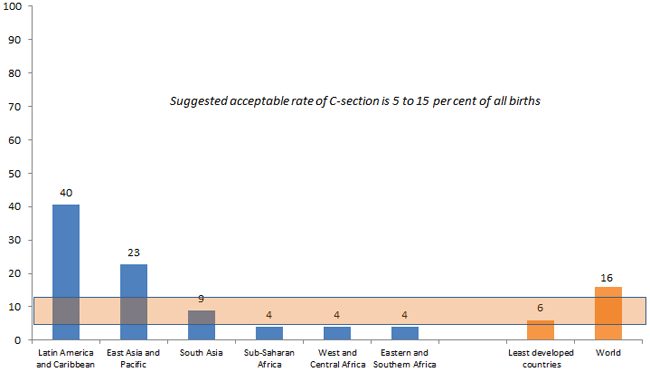 100
90
80
70
60
50
40
30
20
10
0
Suggested acceptable rate of C-section is 5 to 15 per cent of all births
40
23
9
4
4
4
6
16
Latin America
and Caribbean
East Asia and
Pacific
South Asia
Sub-Saharan
Africa
West and
Central Africa
Eastern and
Southern Africa
Least developed
countries
World